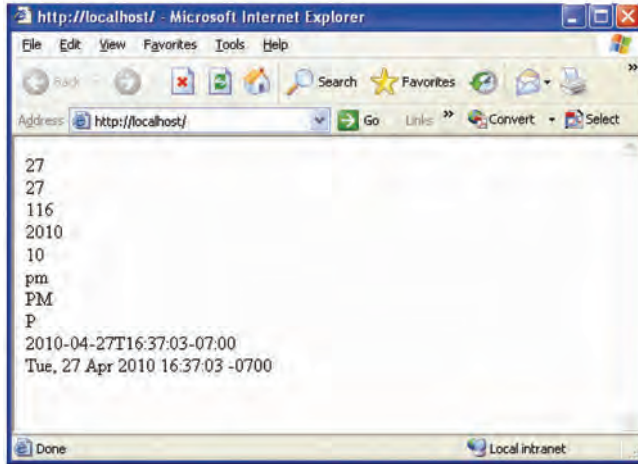 http://localhost/ - Microsoft Internet Explorer
File Edit View Favorites Tools Help
Back Search Favorites »
Address http://localhost/ Go Links » Convert Select
27
27
116
2010
10
pm
PM
P
2010-04-27T16:37:03-07:00
Tue, 27 Apr 2010 16:37:03 -0700
Done Local intranet